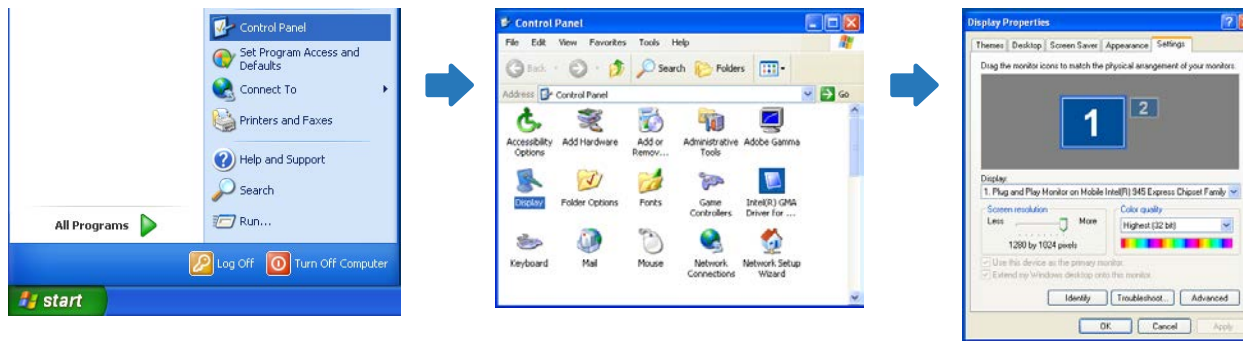 Control Panel
Set Program Access and
Defaults
Connect To
Printers and Faxes
Help and Support
Search
Run...
All Programs
Log Off
Turn Off Computer
start
Control Panel
File Edit View Favorites Tools Help
Back
Search
Folders
Address
Control Panel
Go
Accessibility
Options
Add Hardware
Add or
Remov...
Administrative
Tools
Adobe Gamma
Display
Folder Options
Fonts
Game
Controllers
Intel(R) GMA
Driver for ...
Keyboard
Mail
Mouse
Network
Connections
Network Setup
Wizard
Display Properties
Themes
Desktop
Screen Saver
Appearance
Settings
Drag the monitor icons to match the physical arrangement of your monitors.
1
2
Display:
1. Plug and Play Monitor on Mobile Intel(R) 945 Express Chipset Family
Screen resolution
Less
More
1280 by 1024 pixels
Color quality
Highest (32 bit)
Use this device as the primary monitor.
Extend my Windows desktop onto this monitor.
Identify
Troubleshoot...
Advanced
OK
Cancel
Apply